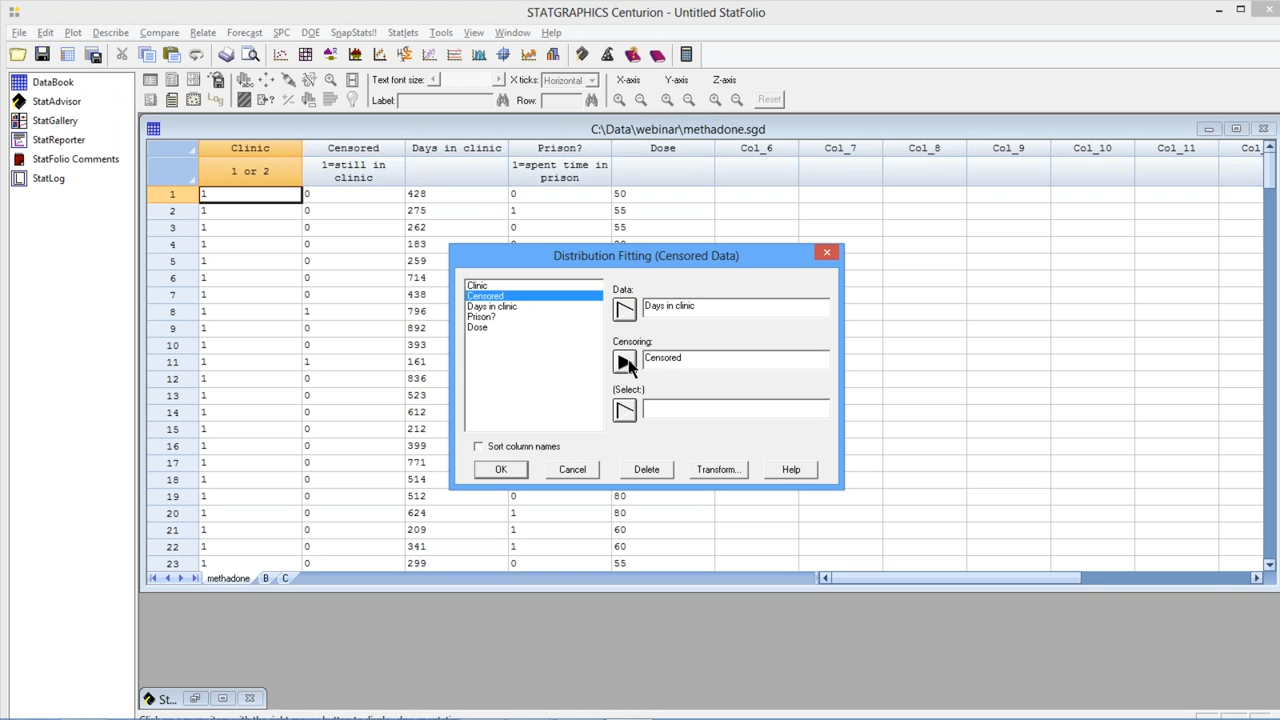 STATGRAPHICS Centurion - Untitled StatFolio
File Edit Plot Describe Compare Relate Forecast SPC DOE SnapStats!! Statlets Tools View Window Help
Text font size: X ticks: Horizontal X-axis Y-axis Z-axis
Label: Row: Reset
DataBook
StatAdvisor
StatGallery
StatReporter
StatFolio Comments
StatLog
C:\Data\webinar\methadone.sgd
Clinic Censored Days in clinic Prison? Dose Col_6 Col_7 Col_8 Col_9 Col_10 Col_11 Col_
1 or 2 1=still in clinic 1=spent time in prison
1 1 0 428 0 50
2 1 0 275 1 55
3 1 0 262 0 55
4 1 0 183
5 1 0 259
6 1 0 714
7 1 0 438
8 1 1 796
9 1 0 892
10 1 0 393
11 1 1 161
12 1 0 836
13 1 0 523
14 1 0 612
15 1 0 212
16 1 0 399
17 1 0 771
18 1 0 514
19 1 0 512 0 80
20 1 0 624 1 80
21 1 0 209 1 60
22 1 0 341 1 60
23 1 0 299 0 55
methadone B C
Distribution Fitting (Censored Data)
Clinic
Censored
Days in clinic
Prison?
Dose
Data:
Days in clinic
Censoring:
Censored
(Select:)
Sort column names
OK Cancel Delete Transform... Help
St...